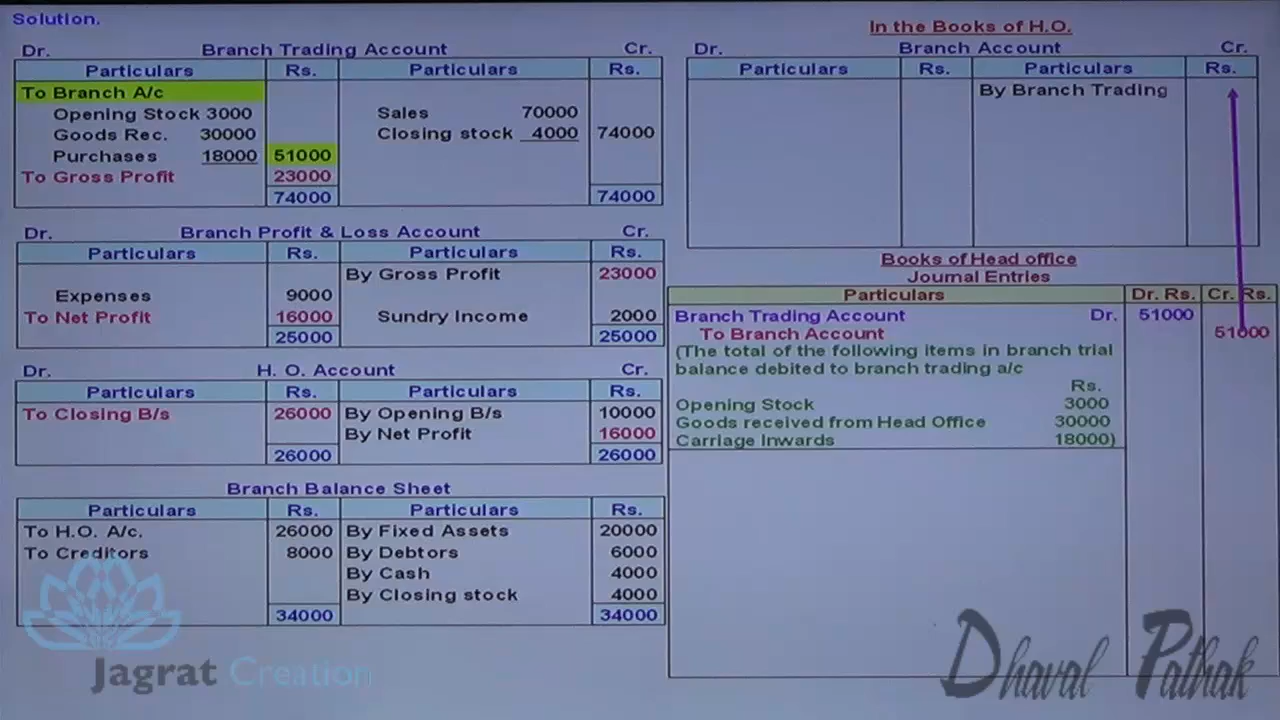 Solution.
Dr. Branch Trading Account Cr.
Particulars Rs. Particulars Rs.
To Branch A/c
Opening Stock 3000 Sales 70000
Goods Rec. 30000 Closing stock 4000 74000
Purchases 18000 51000
To Gross Profit 23000
74000 74000
Dr. Branch Profit & Loss Account Cr.
Particulars Rs. Particulars Rs.
By Gross Profit 23000
Expenses 9000
To Net Profit 16000 Sundry Income 2000
25000 25000
Dr. H. O. Account Cr.
Particulars Rs. Particulars Rs.
To Closing B/s 26000 By Opening B/s 10000
By Net Profit 16000
26000 26000
Branch Balance Sheet
Particulars Rs. Particulars Rs.
To H.O. A/c. 26000 By Fixed Assets 20000
To Creditors 8000 By Debtors 6000
By Cash 4000
By Closing stock 4000
34000 34000
In the Books of H.O.
Dr. Branch Account Cr.
Particulars Rs. Particulars Rs.
By Branch Trading
Books of Head office
Journal Entries
Particulars Dr. Rs. Cr. Rs.
Branch Trading Account Dr. 51000
To Branch Account 51000
(The total of the following items in branch trial
balance debited to branch trading a/c
Rs.
Opening Stock 3000
Goods received from Head Office 30000
Carriage Inwards 18000)
Jagrat Creation
Dhaval Pathak